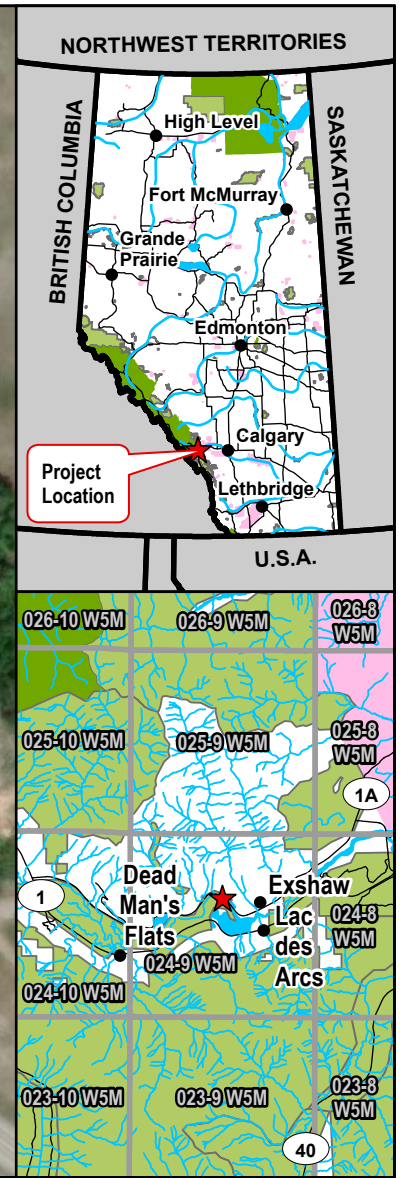 NORTHWEST TERRITORIES
BRITISH COLUMBIA
SASKATCHEWAN
High Level
Fort McMurray
Grande
Prairie
Edmonton
Calgary
Project
Location
Lethbridge
U.S.A.
026-10 W5M
026-9 W5M
026-8
W5M
025-10 W5M
025-9 W5M
025-8
W5M
1A
1
Dead
Man's
Flats
Exshaw
Lac
des
Arcs
024-8
W5M
024-9 W5M
024-10 W5M
023-10 W5M
023-9 W5M
023-8
W5M
40